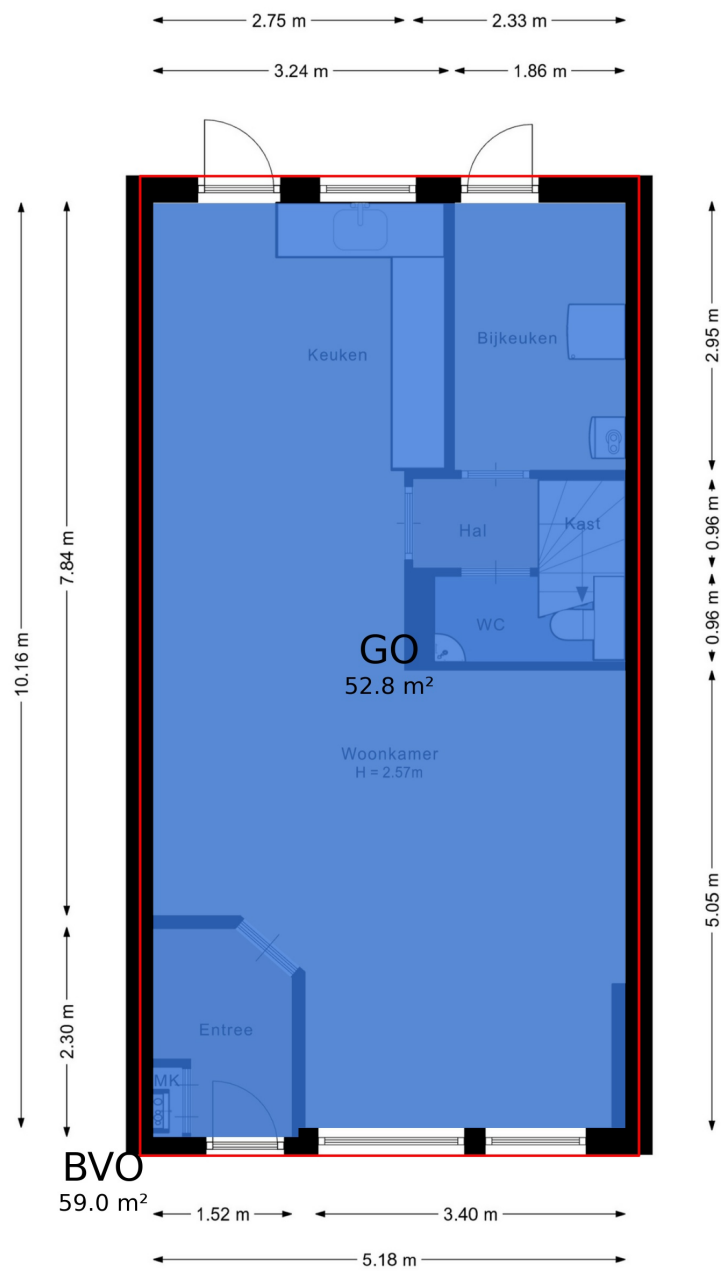 2.75 m
2.33 m
3.24 m
1.86 m
Keuken
Bijkeuken
2.95 m
Hal
Kast
0.96 m
7.84 m
0.96 m
WC
10.16 m
GO
52.8 m²
Woonkamer
H = 2.57m
5.05 m
Entree
2.30 m
MK
BVO
59.0 m²
1.52 m
3.40 m
5.18 m